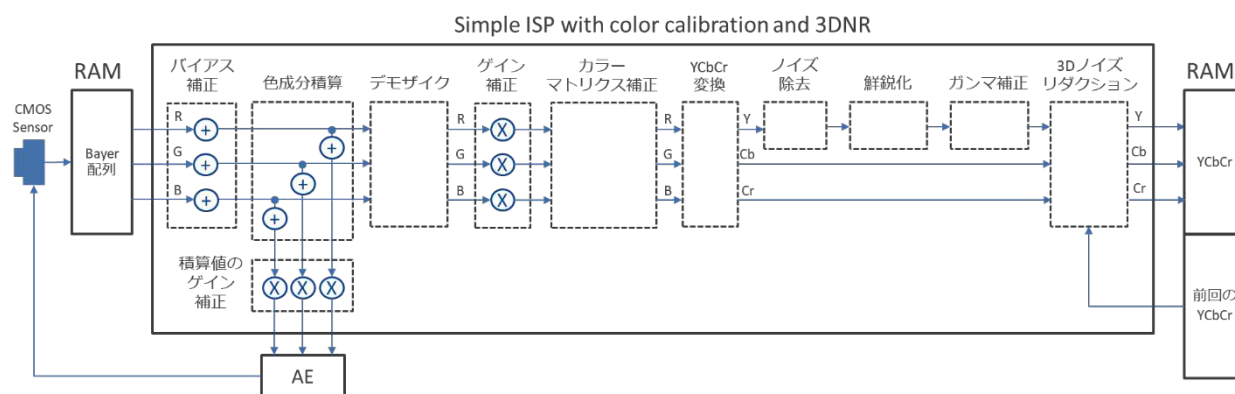 Simple ISP with color calibration and 3DNR
RAM
CMOS
Sensor
Bayer
配列
R
G
B
バイアス
補正
+
+
+
色成分積算
+
+
+
デモザイク
R
G
B
ゲイン
補正
X
X
X
カラー
マトリクス補正
R
G
B
YCbCr
変換
Y
Cb
Cr
ノイズ
除去
鮮鋭化
ガンマ補正
3Dノイズ
リダクション
Y
Cb
Cr
RAM
YCbCr
前回の
YCbCr
積算値の
ゲイン
補正
X
X
X
AE